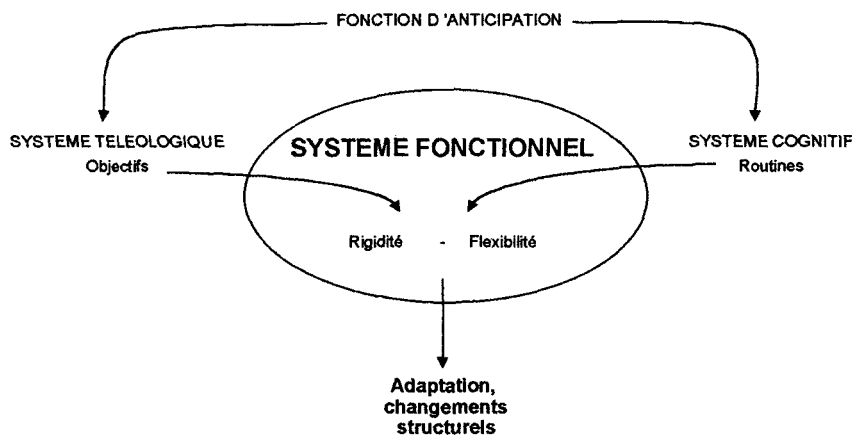 FONCTION D 'ANTICIPATION
SYSTEME TELEOLOGIQUE
Objectifs
SYSTEME FONCTIONNEL
SYSTEME COGNITIF
Routines
Rigidité - Flexibilité
Adaptation,
changements
structurels